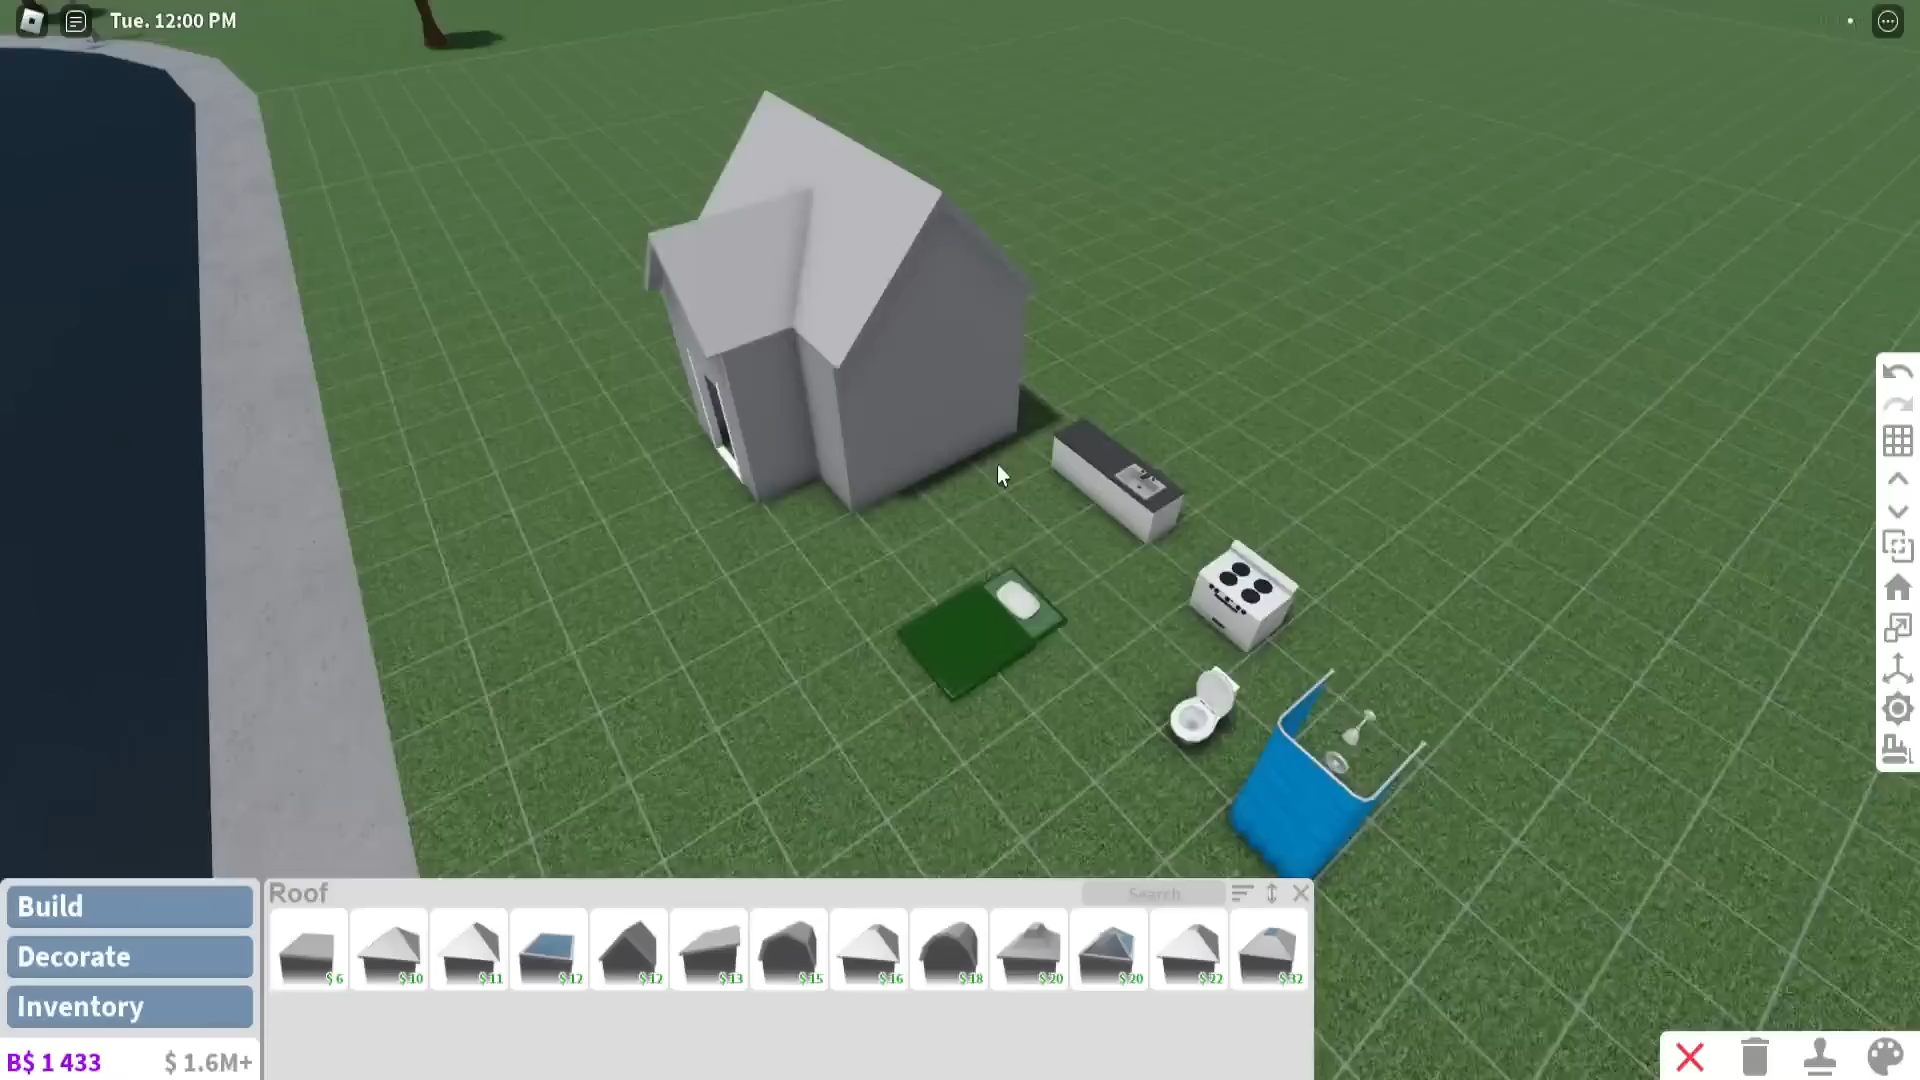 Tue. 12:00 PM
Roof
Search
$ 6
$10
$11
$12
$12
$13
$15
$16
$18
$20
$20
$22
$32
Build
Decorate
Inventory
B$ 1 433
$ 1.6M+